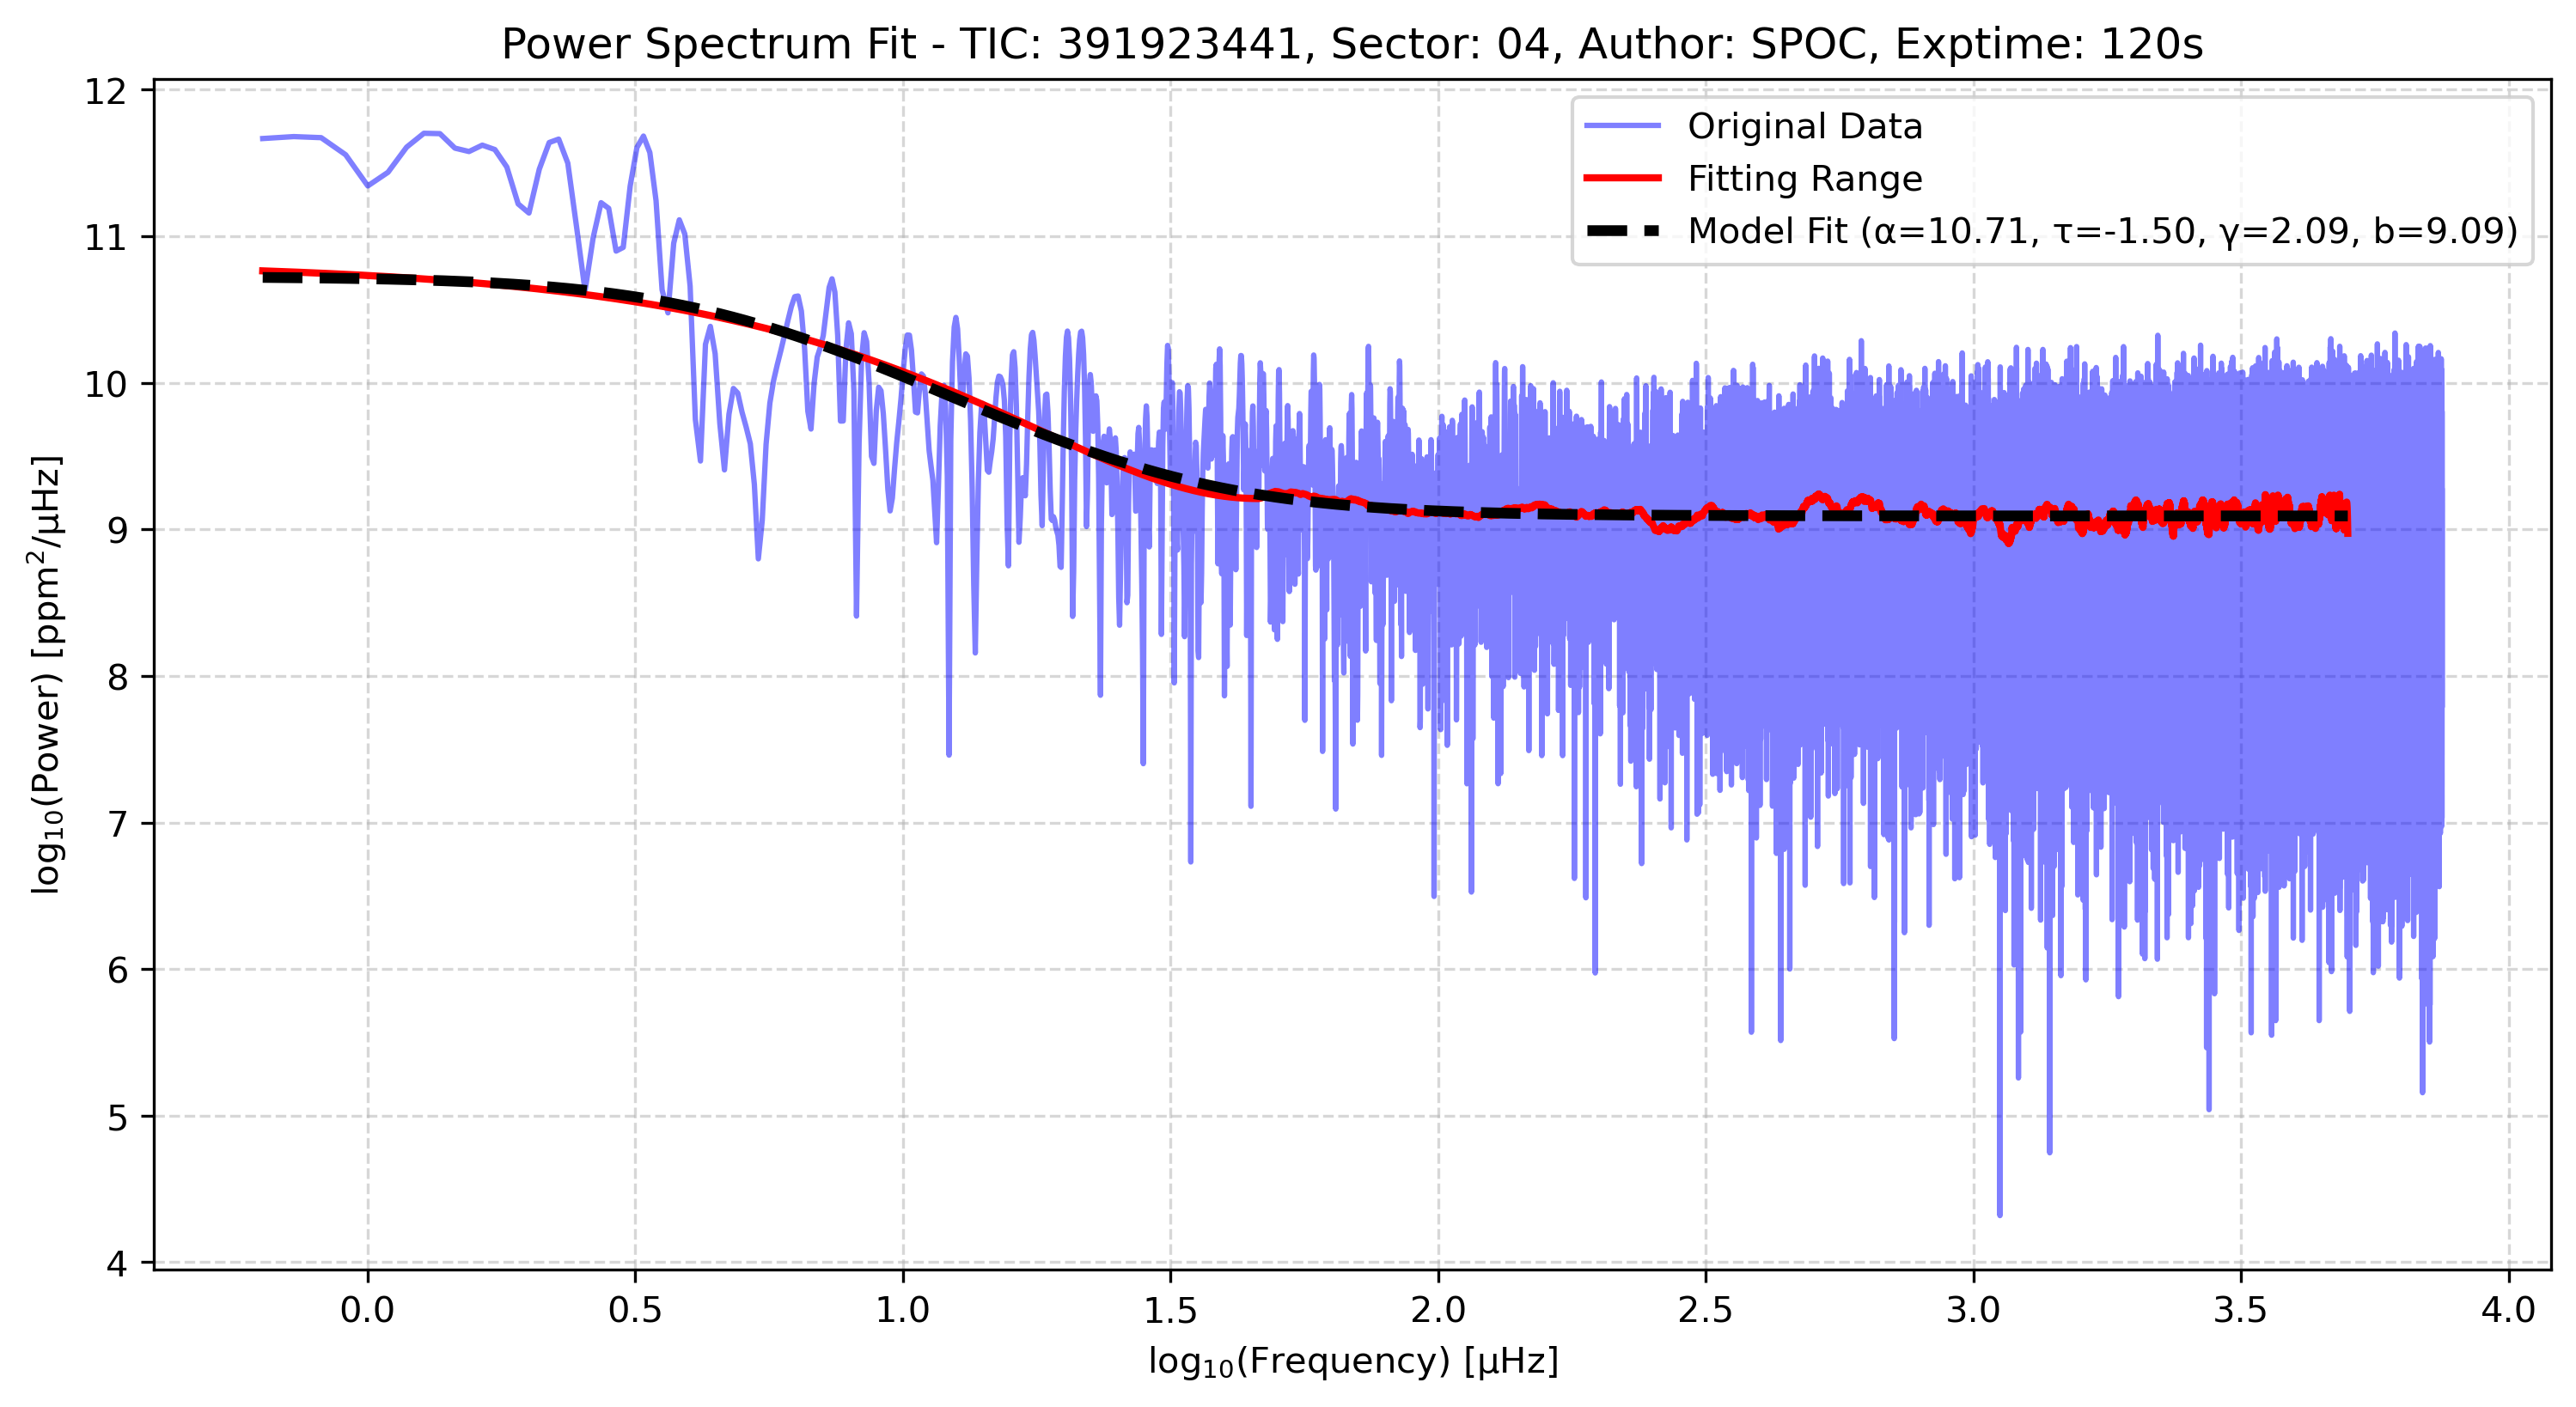 Power Spectrum Fit - TIC: 391923441, Sector: 04, Author: SPOC, Exptime: 120s
log₁₀(Power) [ppm²/μHz]
12
11
10
9
8
7
6
5
4
Original Data
Fitting Range
Model Fit (α=10.71, τ=-1.50, γ=2.09, b=9.09)
0.0 0.5 1.0 1.5 2.0 2.5 3.0 3.5 4.0
log₁₀(Frequency) [μHz]